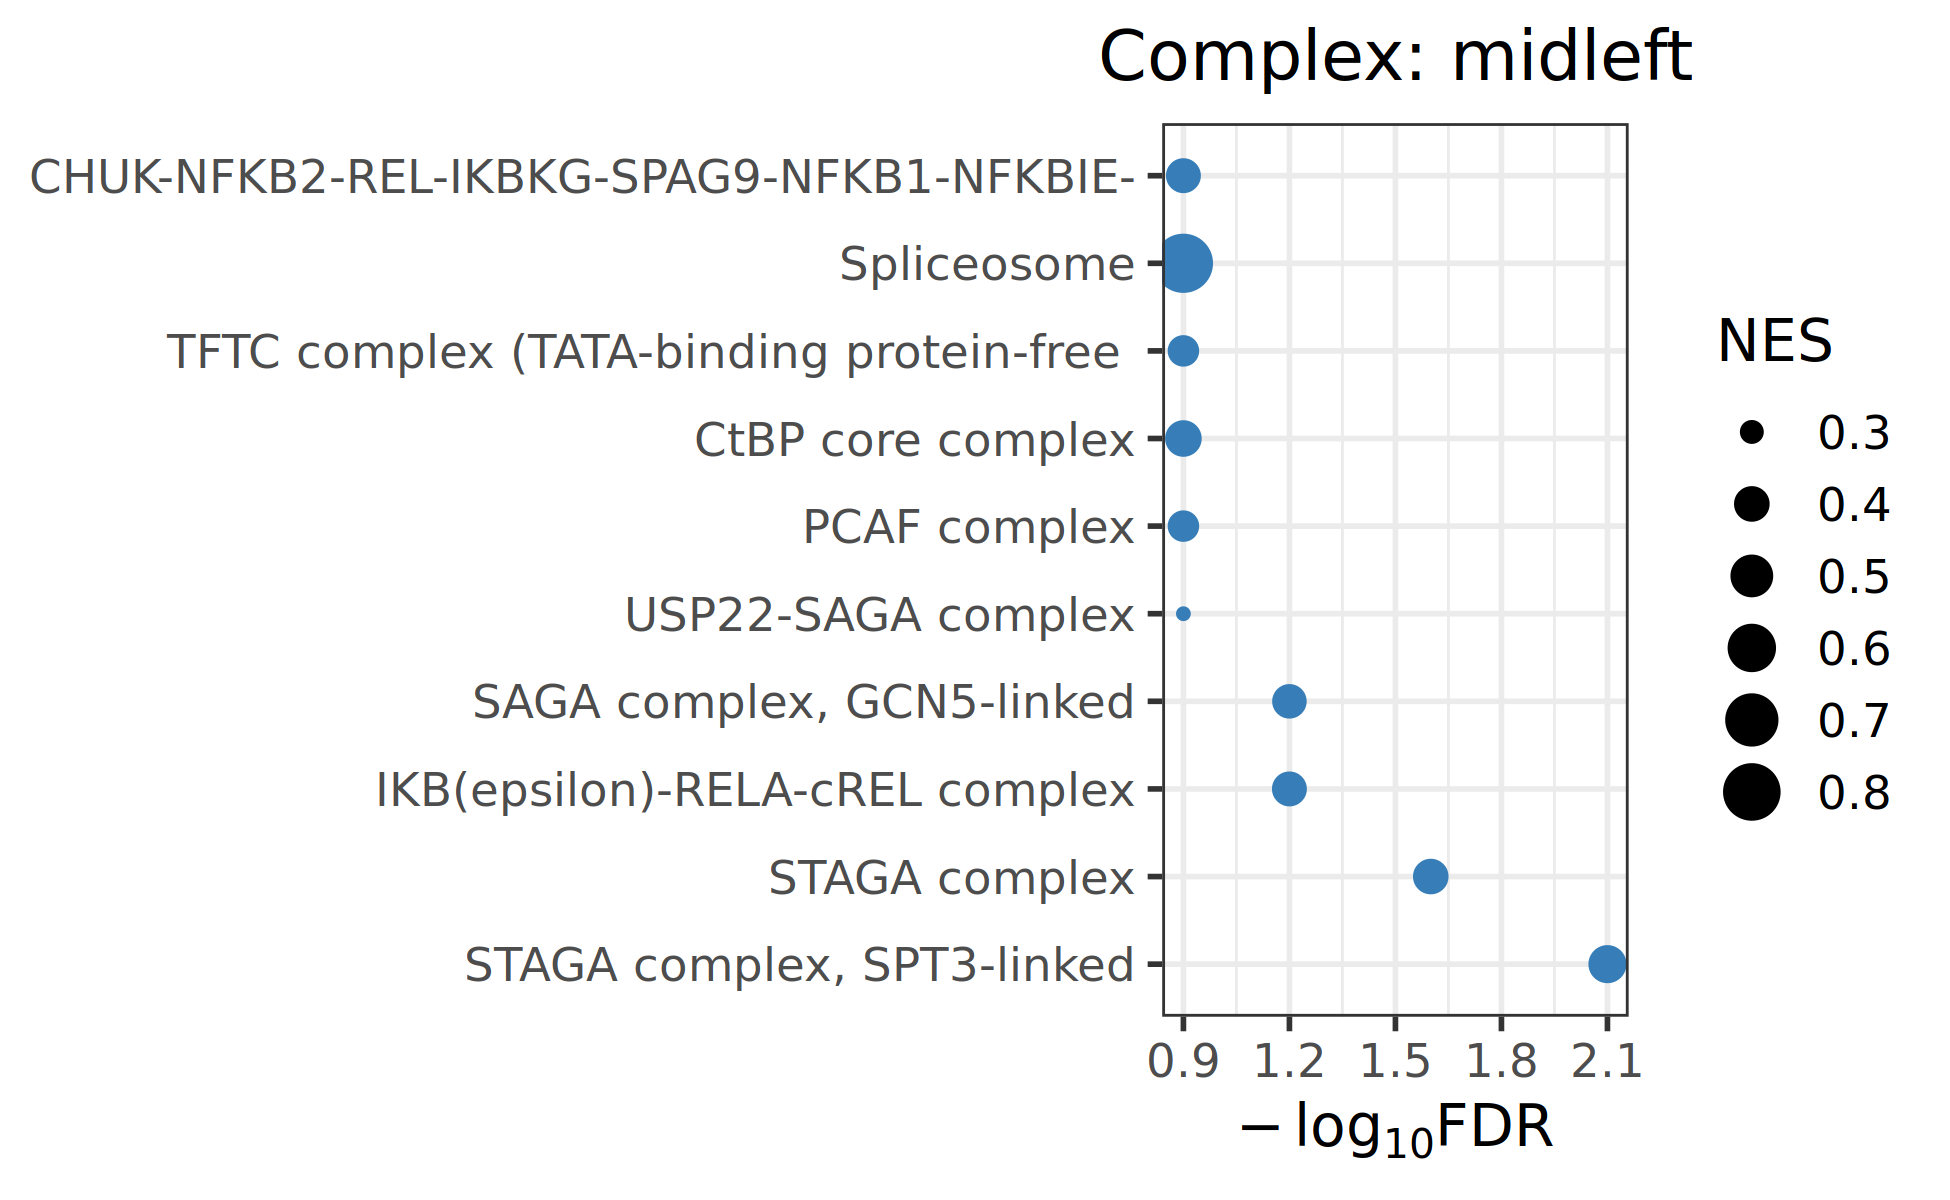 Complex: midleft
CHUK-NFKB2-REL-IKBKG-SPAG9-NFKB1-NFKBIE-
Spliceosome
TFTC complex (TATA-binding protein-free
CtBP core complex
PCAF complex
USP22-SAGA complex
SAGA complex, GCN5-linked
IKB(epsilon)-RELA-cREL complex
STAGA complex
STAGA complex, SPT3-linked
0.9 1.2 1.5 1.8 2.1
− log₁₀FDR
NES
0.3
0.4
0.5
0.6
0.7
0.8